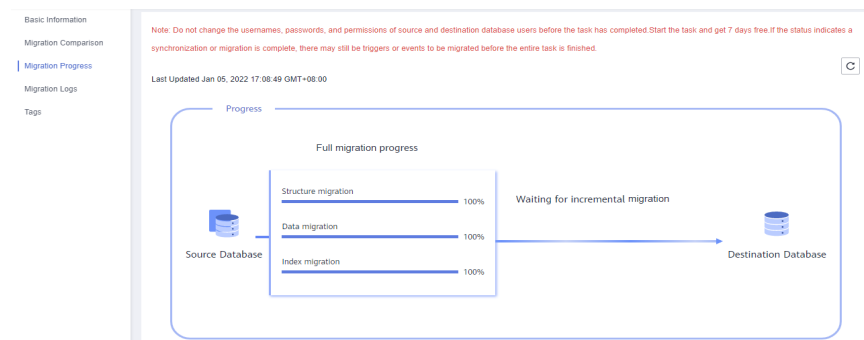 Basic Information
Migration Comparison
Migration Progress
Migration Logs
Tags
Note: Do not change the usernames, passwords, and permissions of source and destination database users before the task has completed.Start the task and get 7 days free.If the status indicates a
synchronization or migration is complete, there may still be triggers or events to be migrated before the entire task is finished.
Last Updated Jan 05, 2022 17:08:49 GMT+08:00
Progress
Full migration progress
Structure migration
100%
Data migration
100%
Index migration
100%
Source Database
Waiting for incremental migration
Destination Database